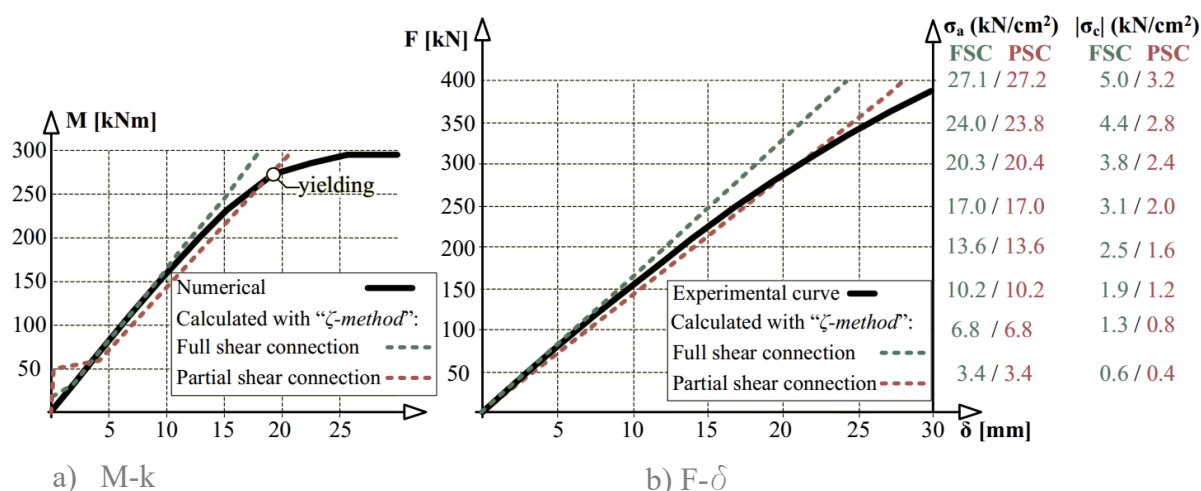 M [kNm]
300
250
200
150
100
50
5
10
15
20
25
yielding
Numerical
Calculated with “ζ-method”:
Full shear connection
Partial shear connection
a) M-k
F [kN]
400
350
300
250
200
150
100
50
5
10
15
20
25
30
δ [mm]
Experimental curve
Calculated with “ζ-method”:
Full shear connection
Partial shear connection
b) F-δ
σa (kN/cm²) |σc| (kN/cm²)
FSC PSC FSC PSC
27.1 / 27.2 5.0 / 3.2
24.0 / 23.8 4.4 / 2.8
20.3 / 20.4 3.8 / 2.4
17.0 / 17.0 3.1 / 2.0
13.6 / 13.6 2.5 / 1.6
10.2 / 10.2 1.9 / 1.2
6.8 / 6.8 1.3 / 0.8
3.4 / 3.4 0.6 / 0.4